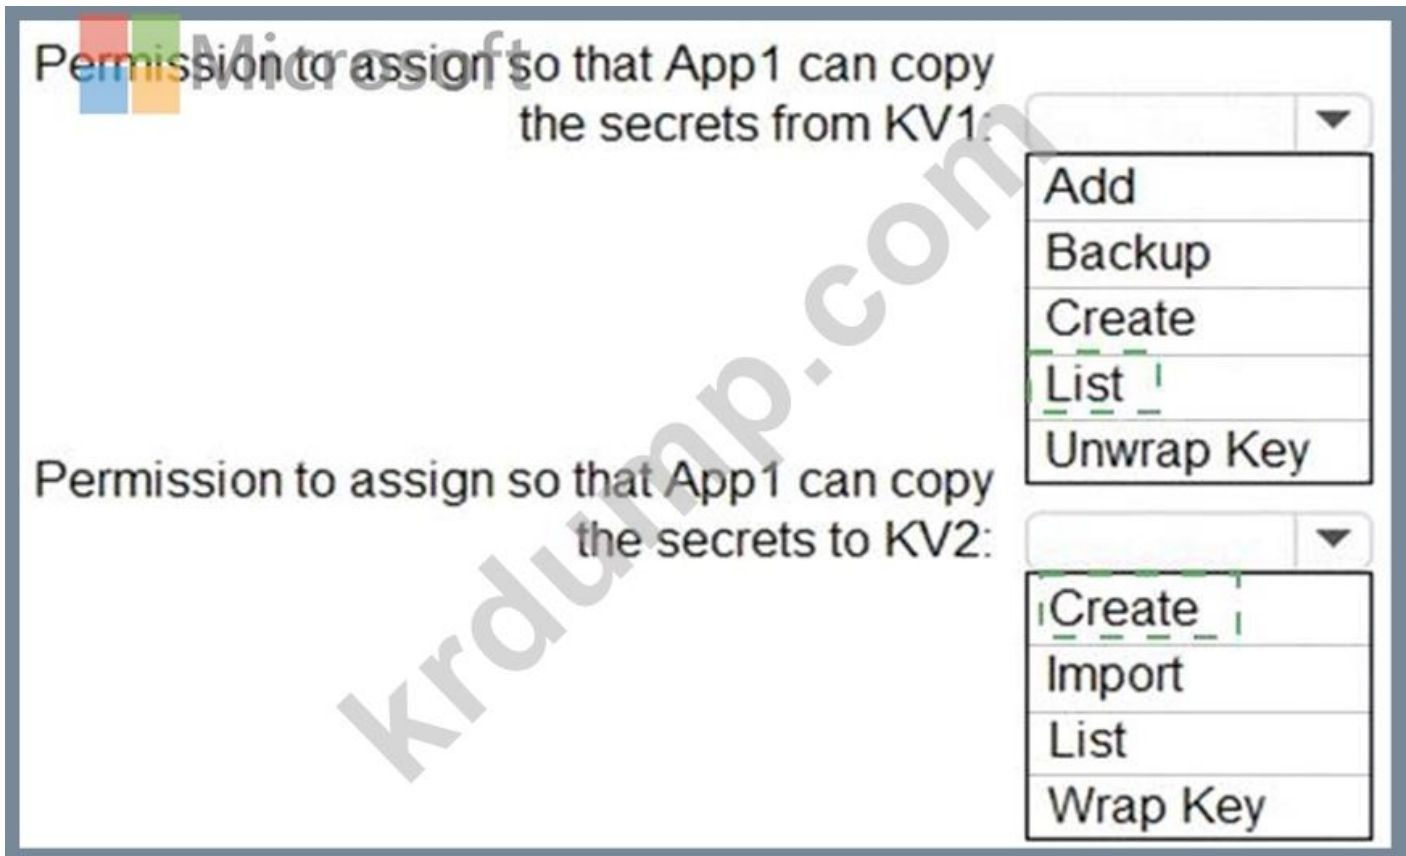 Microsoft
Permission to assign so that App1 can copy
the secrets from KV1:
Add
Backup
Create
List
Unwrap Key
Permission to assign so that App1 can copy
the secrets to KV2:
Create
Import
List
Wrap Key
krdump.com